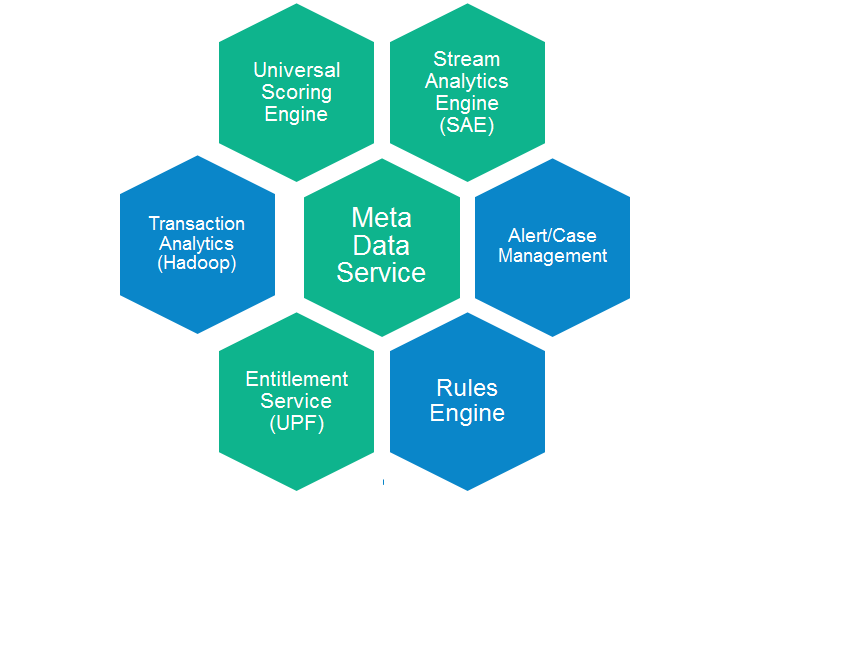 Universal
Scoring
Engine
Stream
Analytics
Engine
(SAE)
Transaction
Analytics
(Hadoop)
Meta
Data
Service
Alert/Case
Management
Entitlement
Service
(UPF)
Rules
Engine